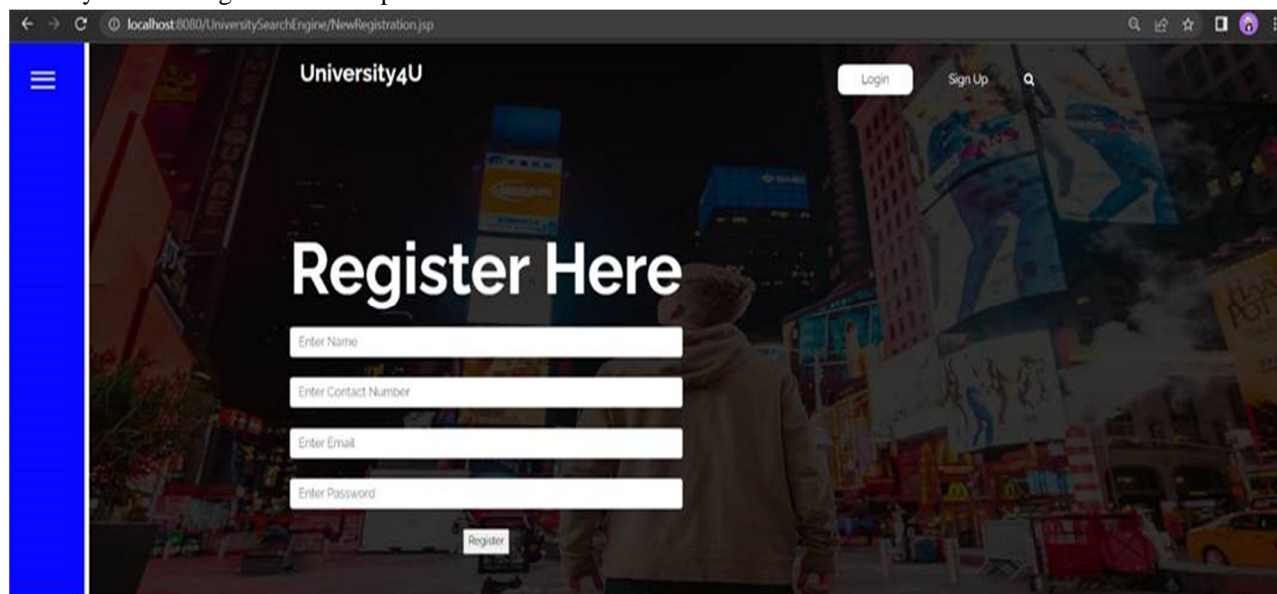 localhost:8080/UniversitySearchEngine/NewRegistration.jsp
University4U
Login
Sign Up
Register Here
Enter Name
Enter Contact Number
Enter Email
Enter Password
Register